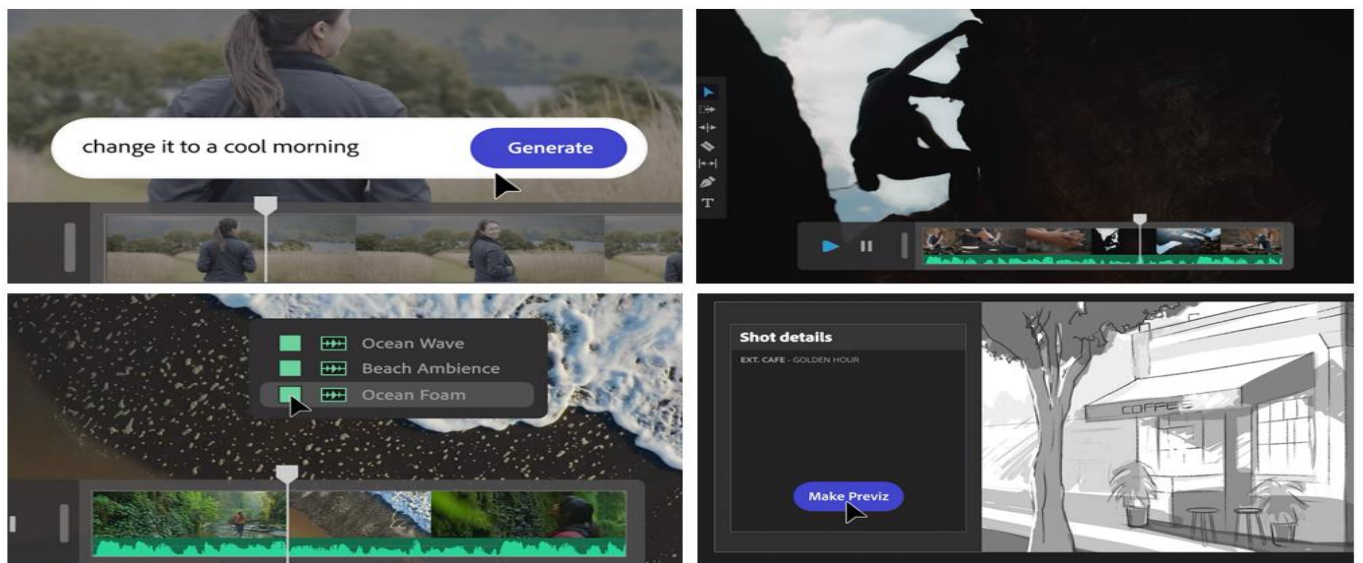 change it to a cool morning
Generate
T
Ocean Wave
Beach Ambience
Ocean Foam
Shot details
EXT. CAFE - GOLDEN HOUR
Make Previz
COFFE